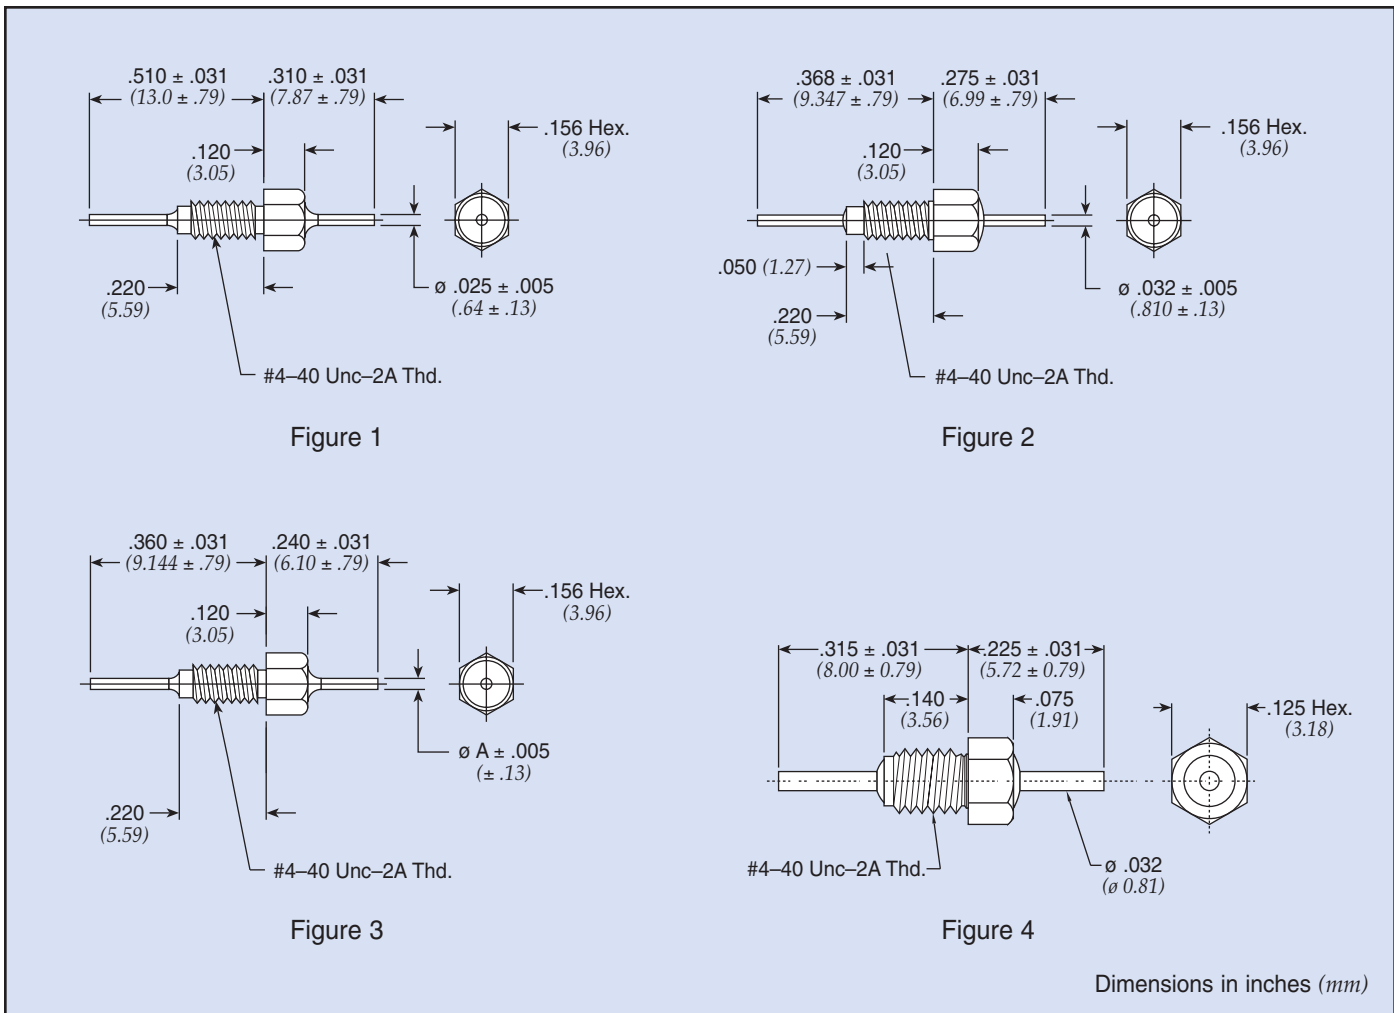 .510 ± .031 .310 ± .031
(13.0 ± .79) (7.87 ± .79)
.156 Hex.
(3.96)
.120
(3.05)
.220
(5.59)
ø .025 ± .005
(.64 ± .13)
#4–40 Unc–2A Thd.
Figure 1
.368 ± .031 .275 ± .031
(9.347 ± .79) (6.99 ± .79)
.156 Hex.
(3.96)
.120
(3.05)
.050 (1.27)
ø .032 ± .005
(.810 ± .13)
.220
(5.59)
#4–40 Unc–2A Thd.
Figure 2
.360 ± .031 .240 ± .031
(9.144 ± .79) (6.10 ± .79)
.156 Hex.
(3.96)
.120
(3.05)
ø A ± .005
(± .13)
.220
(5.59)
#4–40 Unc–2A Thd.
Figure 3
.315 ± .031 .225 ± .031
(8.00 ± 0.79) (5.72 ± 0.79)
.140 .075
(3.56) (1.91)
.125 Hex.
(3.18)
#4–40 Unc–2A Thd.
ø .032
(ø 0.81)
Figure 4
Dimensions in inches (mm)